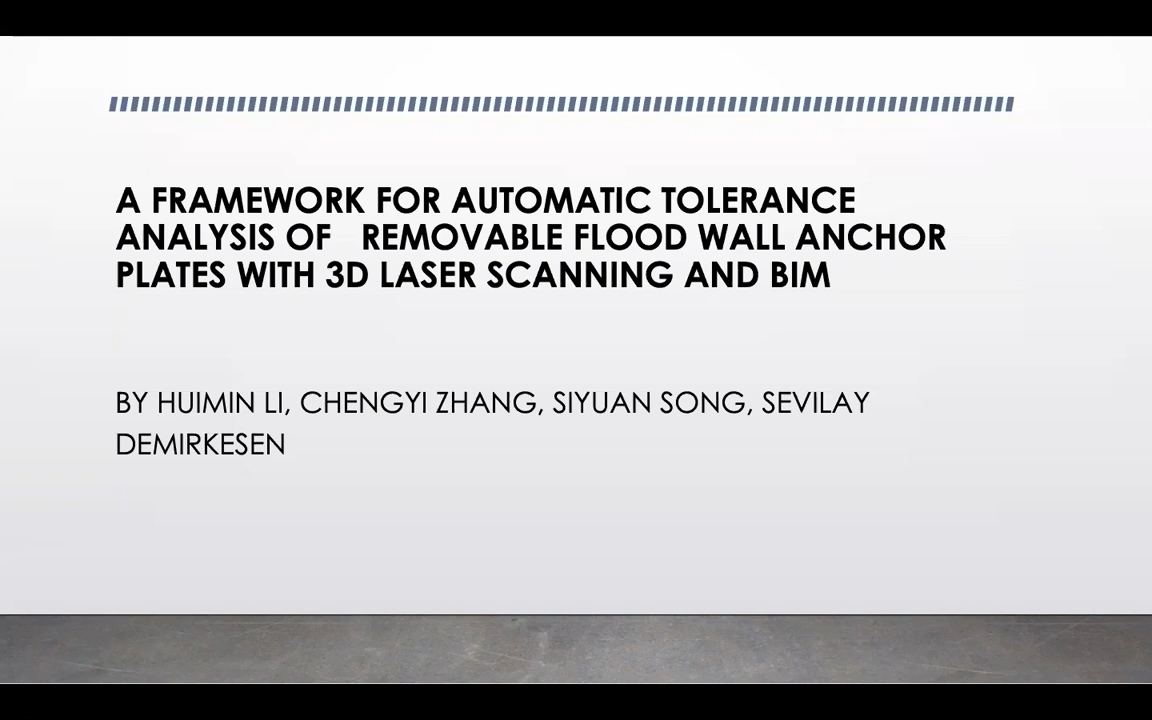 A FRAMEWORK FOR AUTOMATIC TOLERANCE
ANALYSIS OF   REMOVABLE FLOOD WALL ANCHOR
PLATES WITH 3D LASER SCANNING AND BIM
BY HUIMIN LI, CHENGYI ZHANG, SIYUAN SONG, SEVILAY
DEMIRKESEN